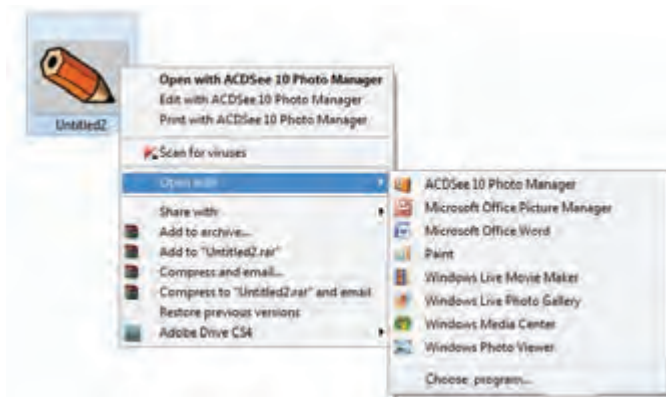 Untitled2
Open with ACDSee 10 Photo Manager
Edit with ACDSee 10 Photo Manager
Print with ACDSee 10 Photo Manager
Scan for viruses
Open with
Share with
Add to archive...
Add to "Untitled2.rar"
Compress and email...
Compress to "Untitled2.rar" and email
Restore previous versions
Adobe Drive CS4
ACDSee 10 Photo Manager
Microsoft Office Picture Manager
Microsoft Office Word
Paint
Windows Live Movie Maker
Windows Live Photo Gallery
Windows Media Center
Windows Photo Viewer
Choose program...